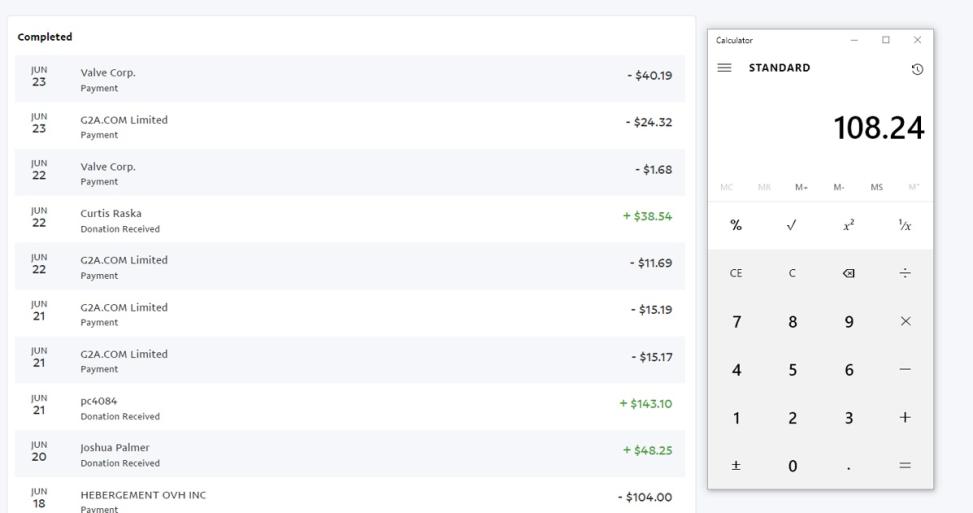 Completed
JUN
23
Valve Corp.
Payment
- $40.19
JUN
23
G2A.COM Limited
Payment
- $24.32
JUN
22
Valve Corp.
Payment
- $1.68
JUN
22
Curtis Raska
Donation Received
+ $38.54
JUN
22
G2A.COM Limited
Payment
- $11.69
JUN
21
G2A.COM Limited
Payment
- $15.19
JUN
21
G2A.COM Limited
Payment
- $15.17
JUN
21
pc4084
Donation Received
+ $143.10
JUN
20
Joshua Palmer
Donation Received
+ $48.25
JUN
18
HEBERGEMENT OVH INC
Payment
- $104.00
Calculator
STANDARD
108.24
MC MR M+ M- MS M˅
% √ x² ¹/x
CE C ÷
7 8 9 ×
4 5 6 −
1 2 3 +
± 0 . =